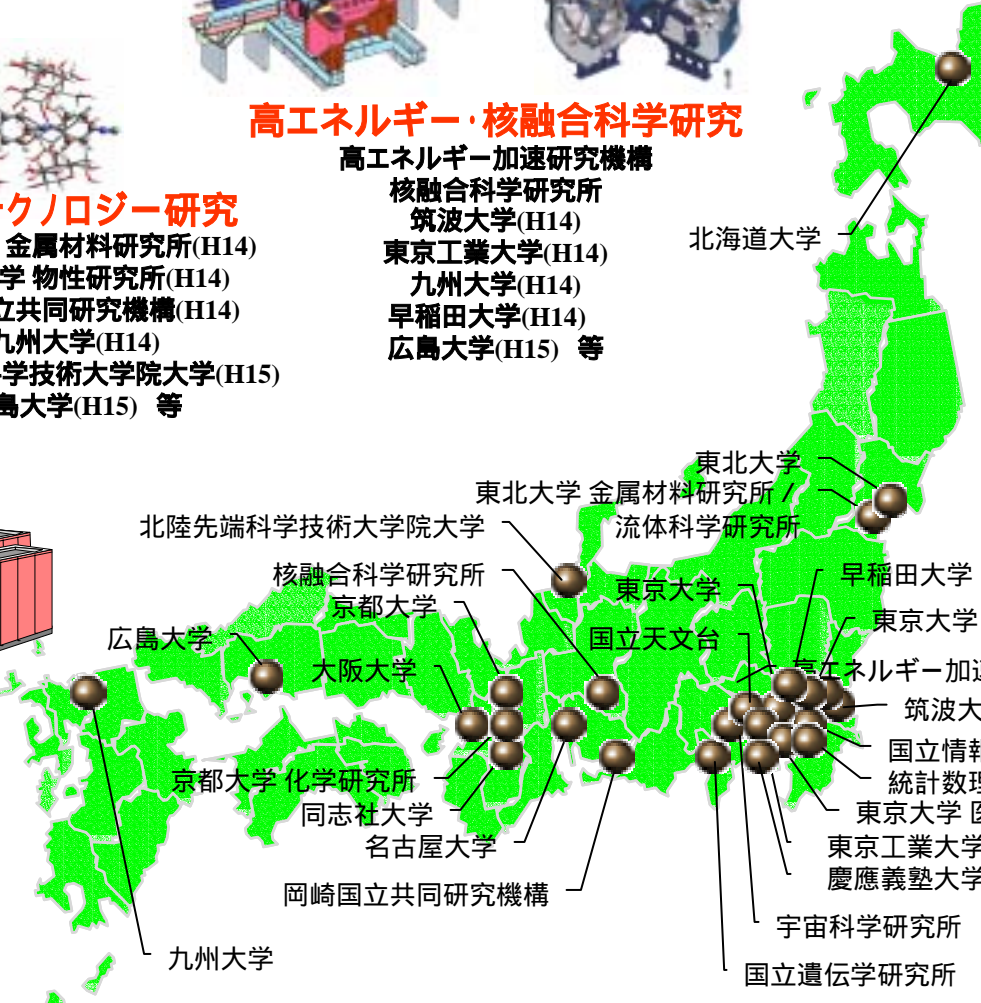 高エネルギー・核融合科学研究
高エネルギー加速研究機構
核融合科学研究所
筑波大学(H14)
東京工業大学(H14)
九州大学(H14)
早稲田大学(H14)
広島大学(H15) 等
クノロジー研究
金属材料研究所(H14)
学 物性研究所(H14)
立共同研究機構(H14)
九州大学(H14)
学技術大学院大学(H15)
島大学(H15) 等
北海道大学
東北大学
東北大学 金属材料研究所 /
流体科学研究所
北陸先端科学技術大学院大学
核融合科学研究所
京都大学
広島大学
大阪大学
東京大学
国立天文台
早稲田大学
東京大学
高エネルギー加速
筑波大
国立情報
統計数理
東京大学 医
東京工業大学
慶應義塾大学
宇宙科学研究所
国立遺伝学研究所
京都大学 化学研究所
同志社大学
名古屋大学
岡崎国立共同研究機構
九州大学